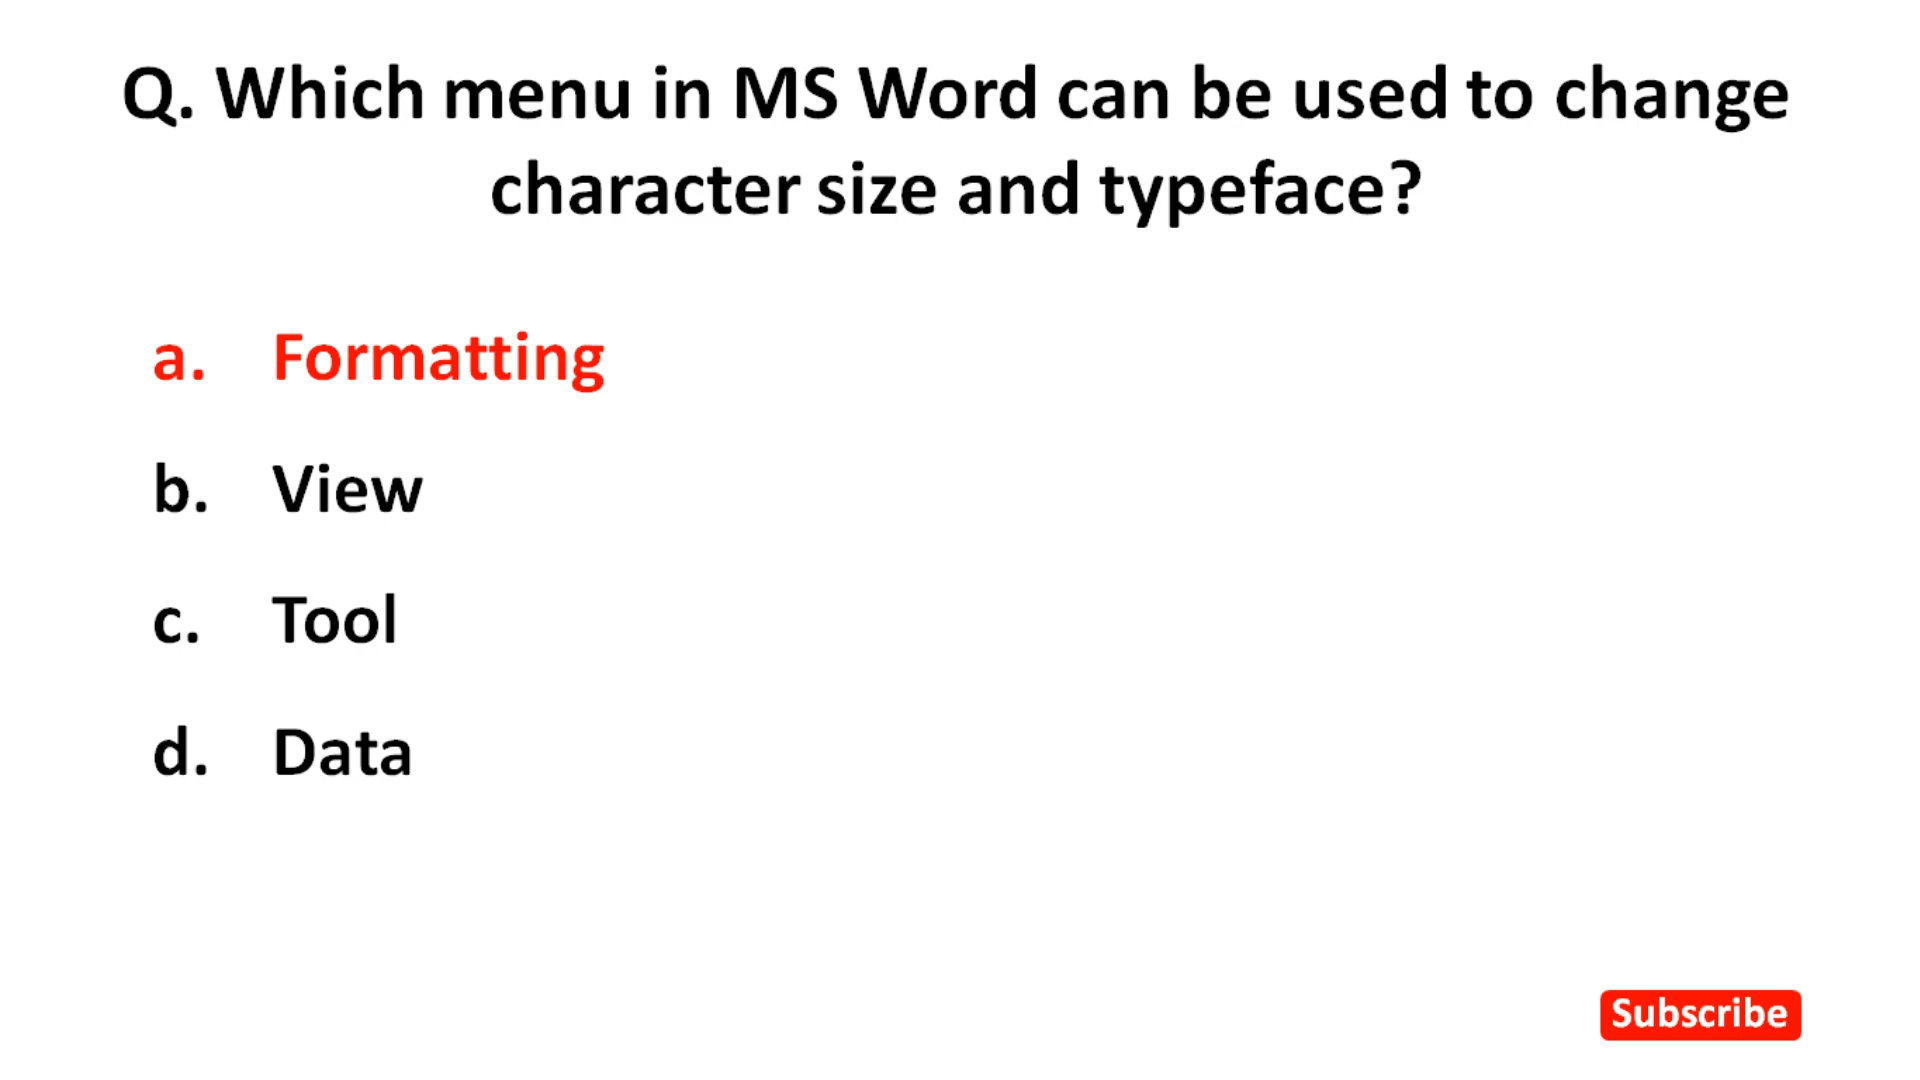 Q. Which menu in MS Word can be used to change
character size and typeface?
a. Formatting
b. View
c. Tool
d. Data
Subscribe